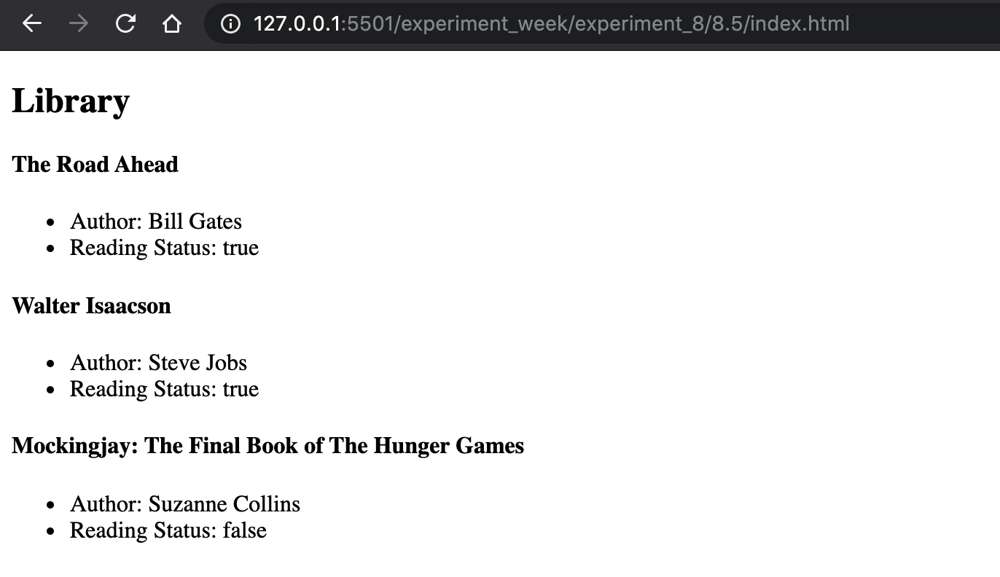 127.0.0.1:5501/experiment_week/experiment_8/8.5/index.html
Library
The Road Ahead
• Author: Bill Gates
• Reading Status: true
Walter Isaacson
• Author: Steve Jobs
• Reading Status: true
Mockingjay: The Final Book of The Hunger Games
• Author: Suzanne Collins
• Reading Status: false